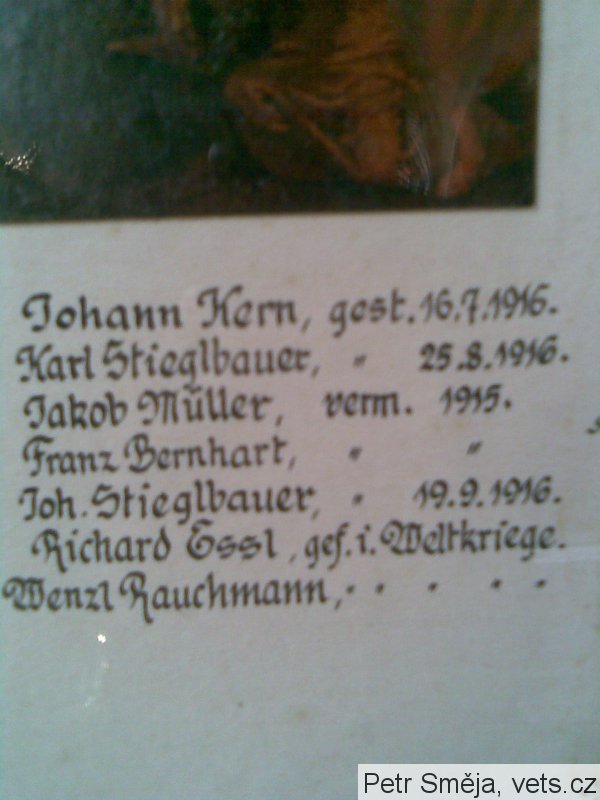 Johann Kern, gest. 16.7.1916.
Karl Stieglbauer, " 25.8.1916.
Jakob Müller, verm. 1915.
Franz Bernhart, " "
Joh. Stieglbauer, " 19.9.1916.
Richard Essl, gef. i. Weltkriege.
Wenzl Rauchmann, " " " " "
Petr Směja, vets.cz